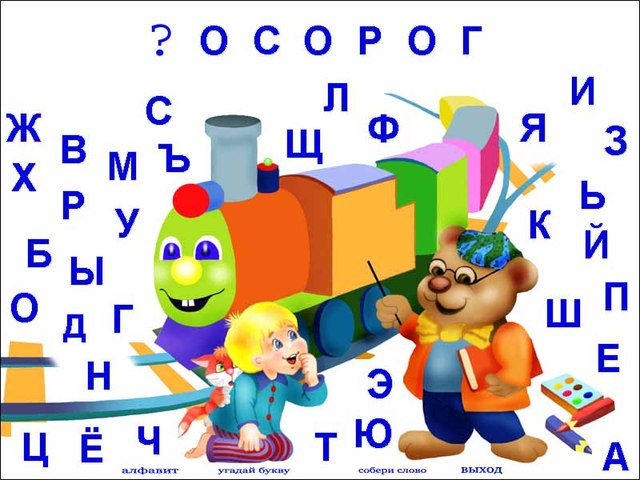 ? О С О Р О Г
И
Л
С
Ф
Я
Ж
З
В
Щ
М
Ъ
Х
Ь
Р
У
К
Й
Б
Ы
П
О
Д
Г
Ш
Е
Н
Э
Ц
Ё
Ч
Т
Ю
А
алфавит угадай букву собери слово выход